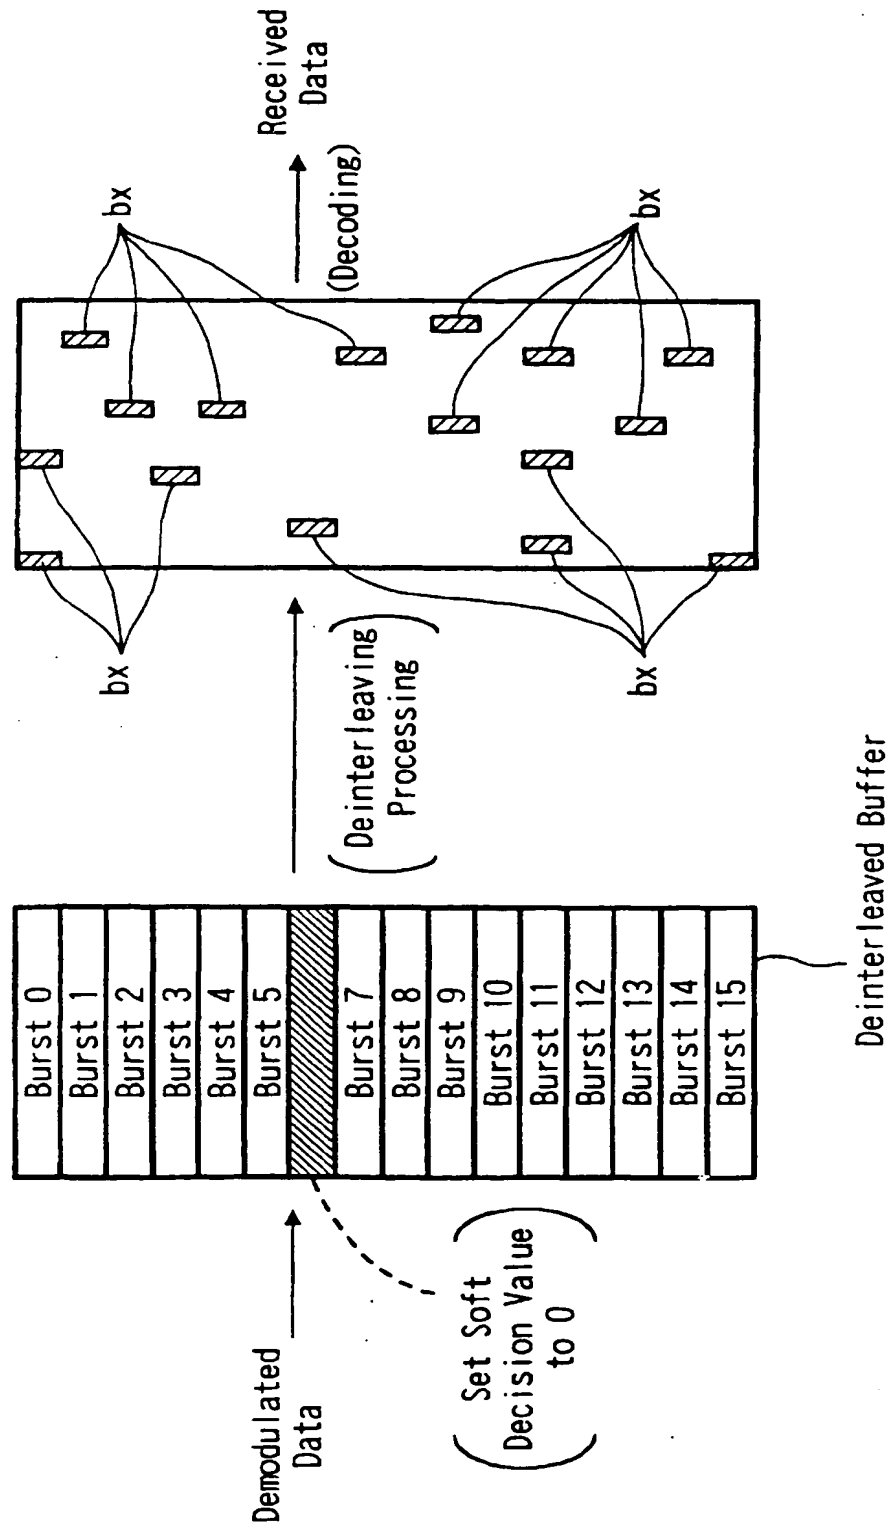 Demodulated
Data
(Set Soft
Decision Value
to 0)
Burst 0
Burst 1
Burst 2
Burst 3
Burst 4
Burst 5
Burst 7
Burst 8
Burst 9
Burst 10
Burst 11
Burst 12
Burst 13
Burst 14
Burst 15
Deinterleaved Buffer
(Deinterleaving
Processing)
bx
bx
bx
bx
(Decoding)
Received
Data